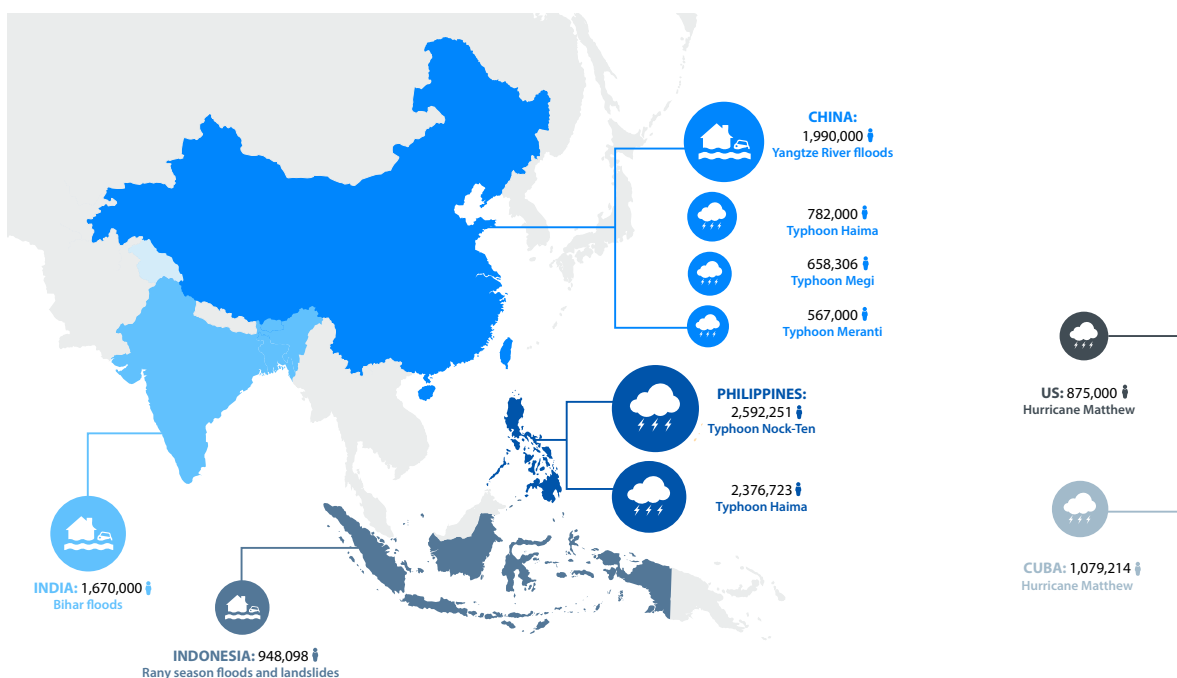 CHINA:
1,990,000
Yangtze River flloods
782,000
Typhoon Haima
658,306
Typhoon Megi
567,000
Typhoon Meranti
PHILIPPINES:
2,592,251
Typhoon Nock-Ten
2,376,723
Typhoon Haima
US: 875,000
Hurricane Matthew
CUBA: 1,079,214
Hurricane Matthew
INDIA: 1,670,000
Bihar floods
INDONESIA: 948,098
Rany season floods and landslides